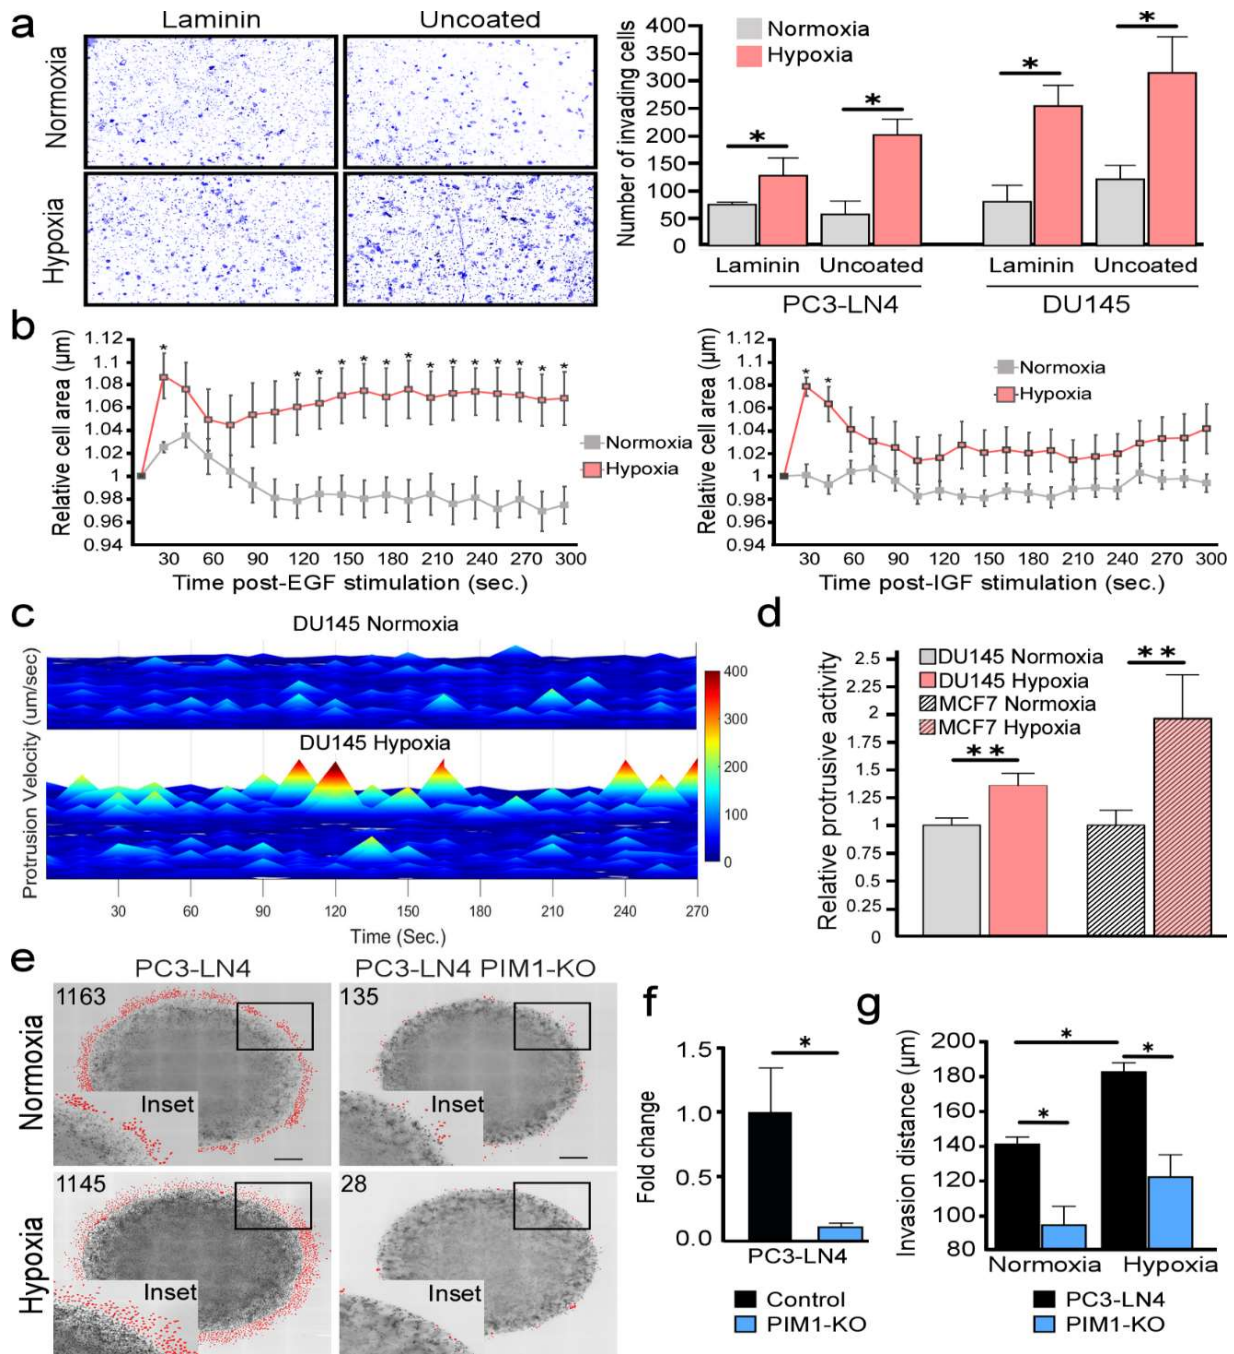 a
Laminin
Uncoated
Normoxia
Hypoxia
Number of invading cells
400
350
300
250
200
150
100
50
0
Normoxia
Hypoxia
*
*
*
*
Laminin
Uncoated
Laminin
Uncoated
PC3-LN4
DU145
b
Relative cell area (µm)
1.12
1.1
1.08
1.06
1.04
1.02
1
0.98
0.96
0.94
* * * * * * * * * * * * *
Normoxia
Hypoxia
30 60 90 120 150 180 210 240 270 300
Time post-EGF stimulation (sec.)
Relative cell area (µm)
1.12
1.1
1.08
1.06
1.04
1.02
1
0.98
0.96
0.94
* *
Normoxia
Hypoxia
30 60 90 120 150 180 210 240 270 300
Time post-IGF stimulation (sec.)
c
DU145 Normoxia
DU145 Hypoxia
Protrusion Velocity (um/sec)
400
300
200
100
0
30 60 90 120 150 180 210 240 270
Time (Sec.)
d
Relative protrusive activity
2.5
2.25
2
1.75
1.5
1.25
1
0.75
0.5
0.25
0
DU145 Normoxia
DU145 Hypoxia
MCF7 Normoxia
MCF7 Hypoxia
**
**
e
PC3-LN4
PC3-LN4 PIM1-KO
Normoxia
1163
Inset
135
Inset
Hypoxia
1145
Inset
28
Inset
f
Fold change
1.5
1.0
0.5
0.0
*
PC3-LN4
Control
PIM1-KO
g
Invasion distance (µm)
200
180
160
140
120
100
80
*
*
*
Normoxia
Hypoxia
PC3-LN4
PIM1-KO